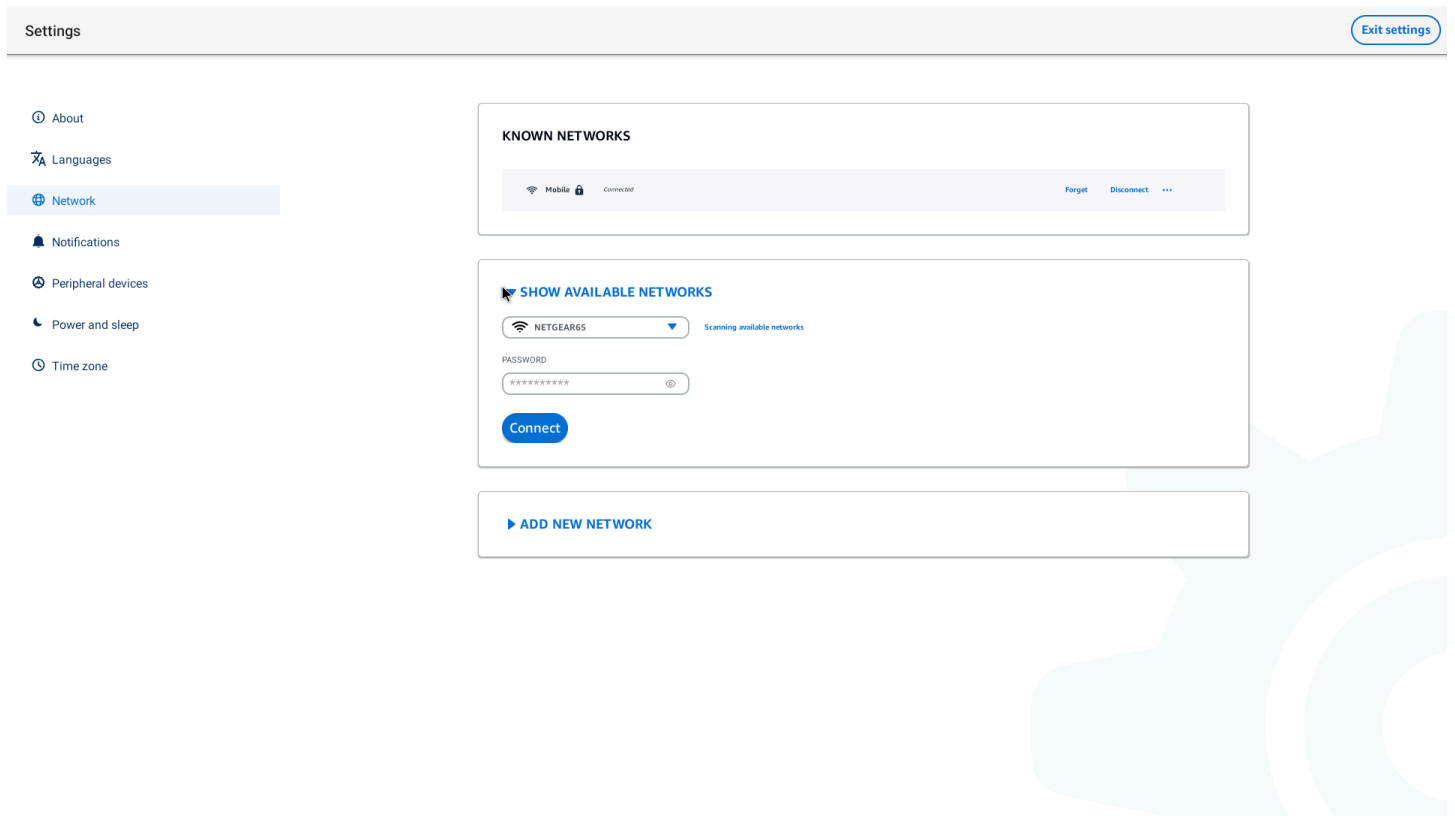 Settings
Exit settings
About
Languages
Network
Notifications
Peripheral devices
Power and sleep
Time zone
KNOWN NETWORKS
Mobile Connected Forget Disconnect ···
SHOW AVAILABLE NETWORKS
NETGEAR65 Scanning available networks
PASSWORD
**********
Connect
ADD NEW NETWORK